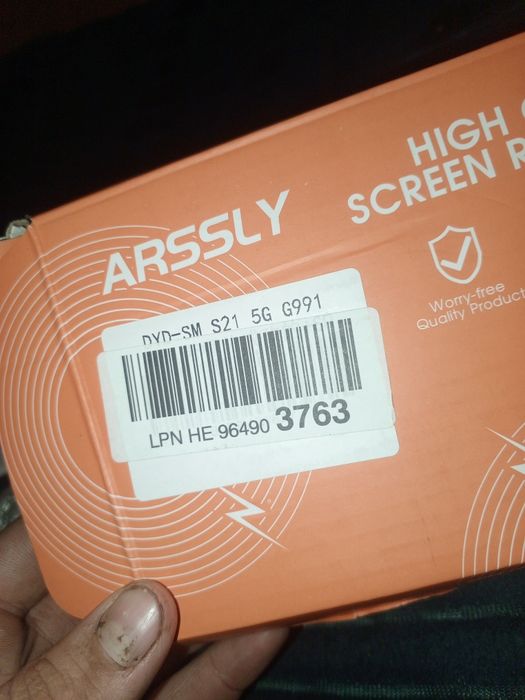 HIGH
SCREEN
ARSSLY
Worry-free
Quality Product
DYD-SM S21 5G G991
LPN HE 96490 3763